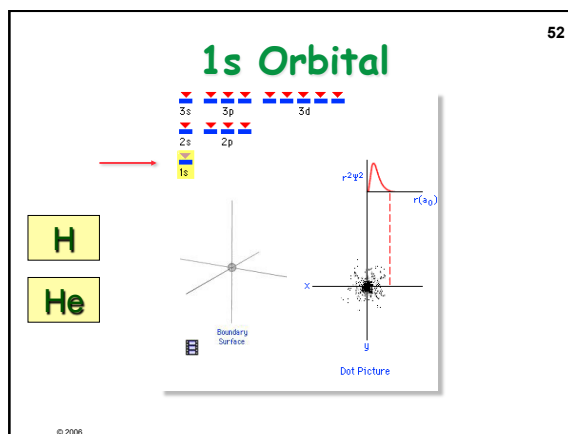 52
1s Orbital
3s 3p 3d
2s 2p
1s
r²Ψ²
r(a₀)
H
He
x
y
Boundary
Surface
Dot Picture
© 2006